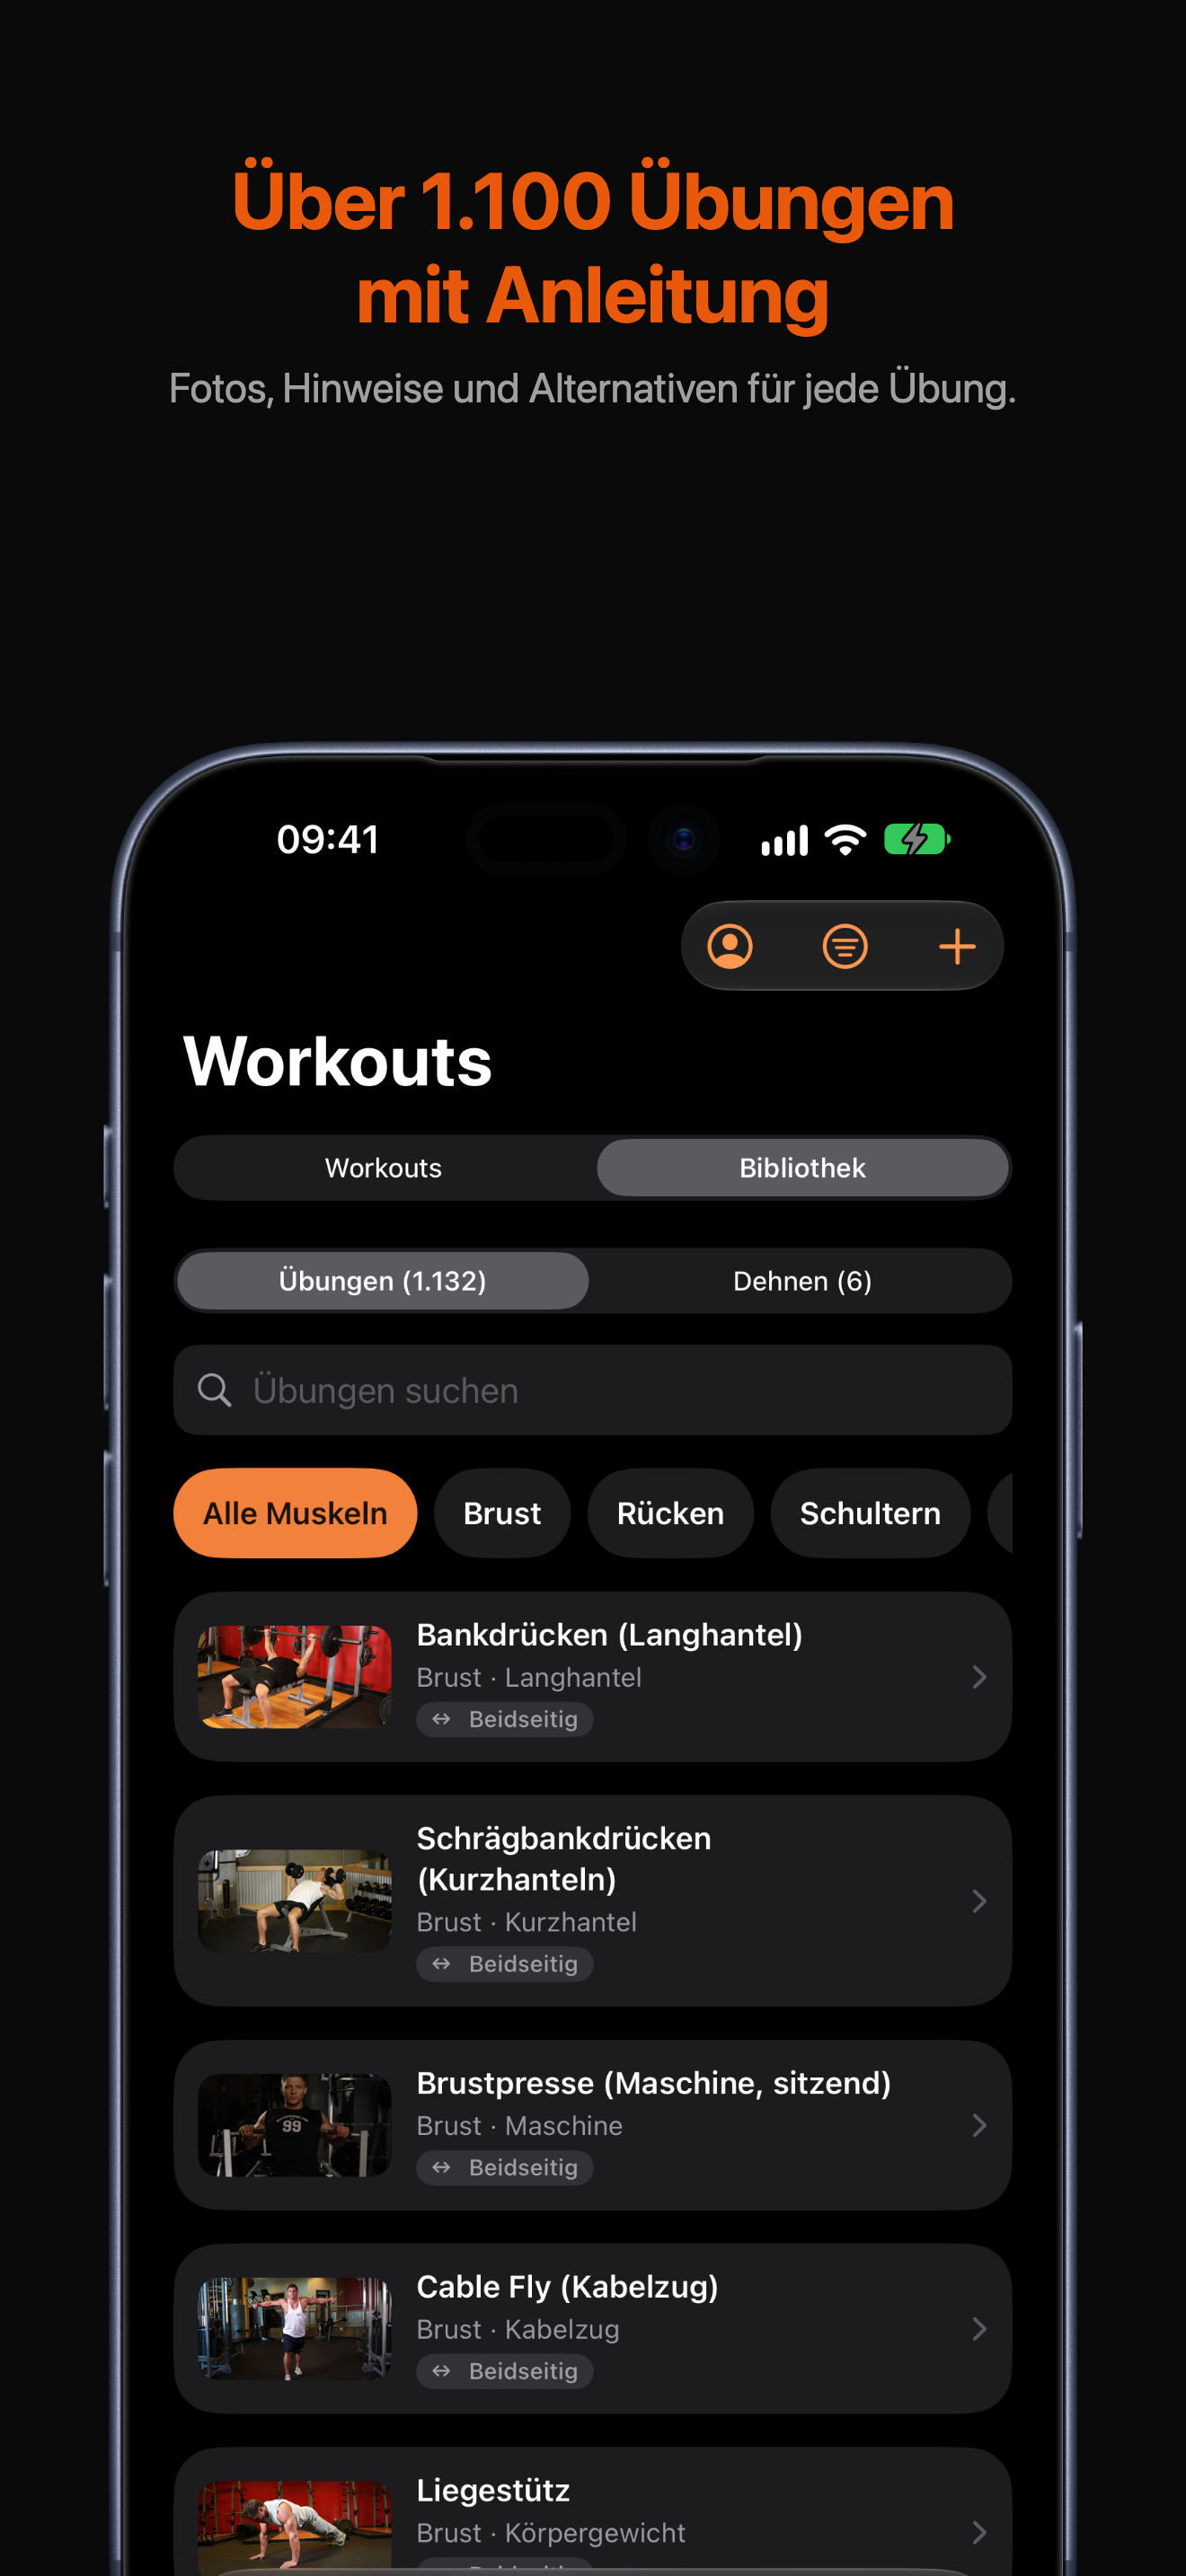 Über 1.100 Übungen
mit Anleitung
Fotos, Hinweise und Alternativen für jede Übung.
09:41
Workouts
Workouts
Bibliothek
Übungen (1.132)
Dehnen (6)
Übungen suchen
Alle Muskeln
Brust
Rücken
Schultern
Bankdrücken (Langhantel)
Brust · Langhantel
↔ Beidseitig
Schrägbankdrücken
(Kurzhanteln)
Brust · Kurzhantel
↔ Beidseitig
Brustpresse (Maschine, sitzend)
Brust · Maschine
↔ Beidseitig
99
Cable Fly (Kabelzug)
Brust · Kabelzug
↔ Beidseitig
Liegestütz
Brust · Körpergewicht